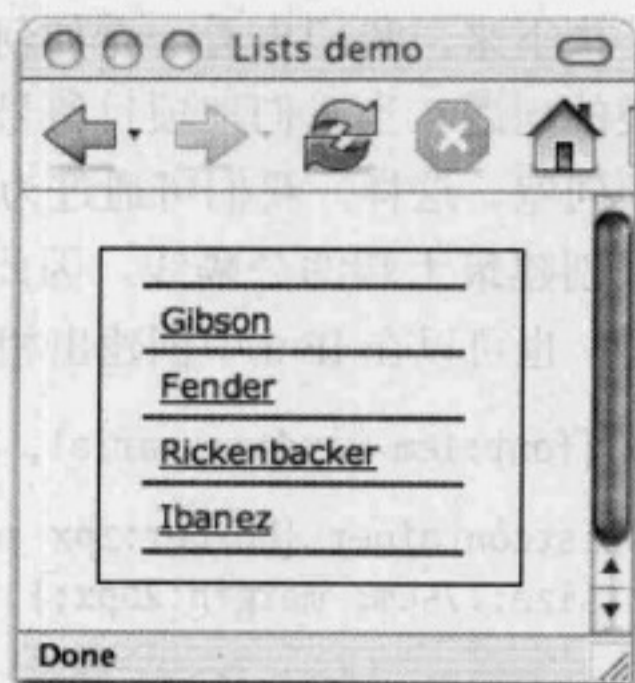 Lists demo
Gibson
Fender
Rickenbacker
Ibanez
Done